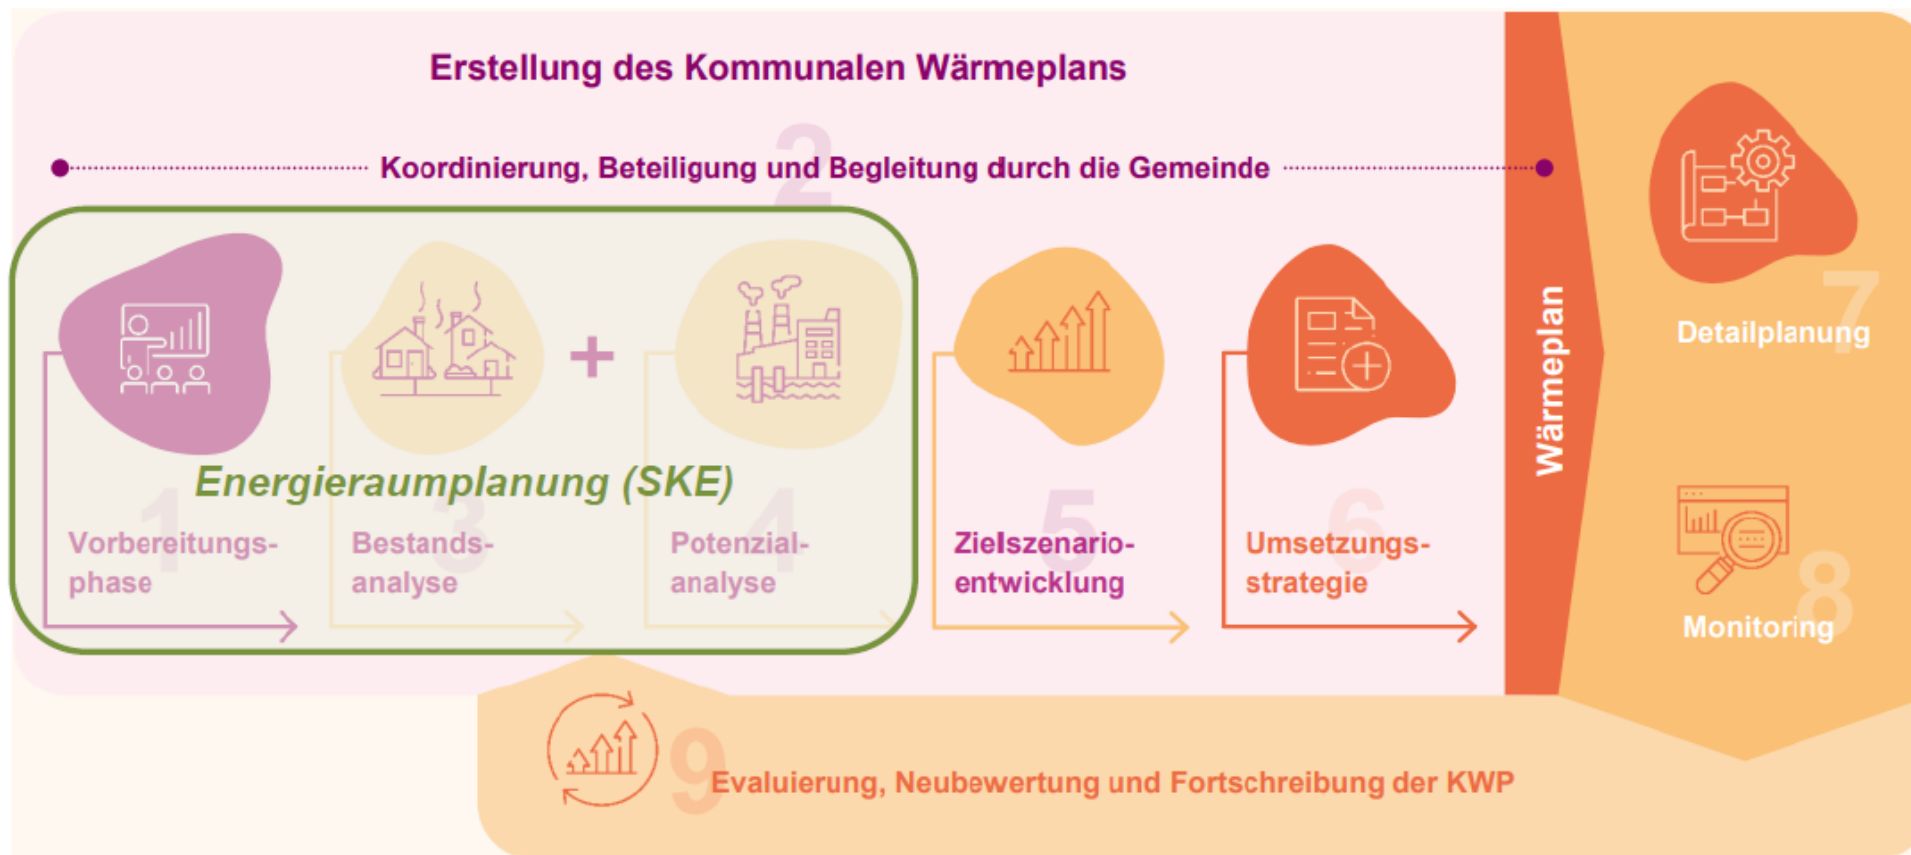 Erstellung des Kommunalen Wärmeplans
2
Koordinierung, Beteiligung und Begleitung durch die Gemeinde
Energieraumplanung (SKE)
1
Vorbereitungs-
phase
3
Bestands-
analyse
+
4
Potenzial-
analyse
5
Zielszenario-
entwicklung
6
Umsetzungs-
strategie
Wärmeplan
7
Detailplanung
8
Monitoring
9
Evaluierung, Neubewertung und Fortschreibung der KWP